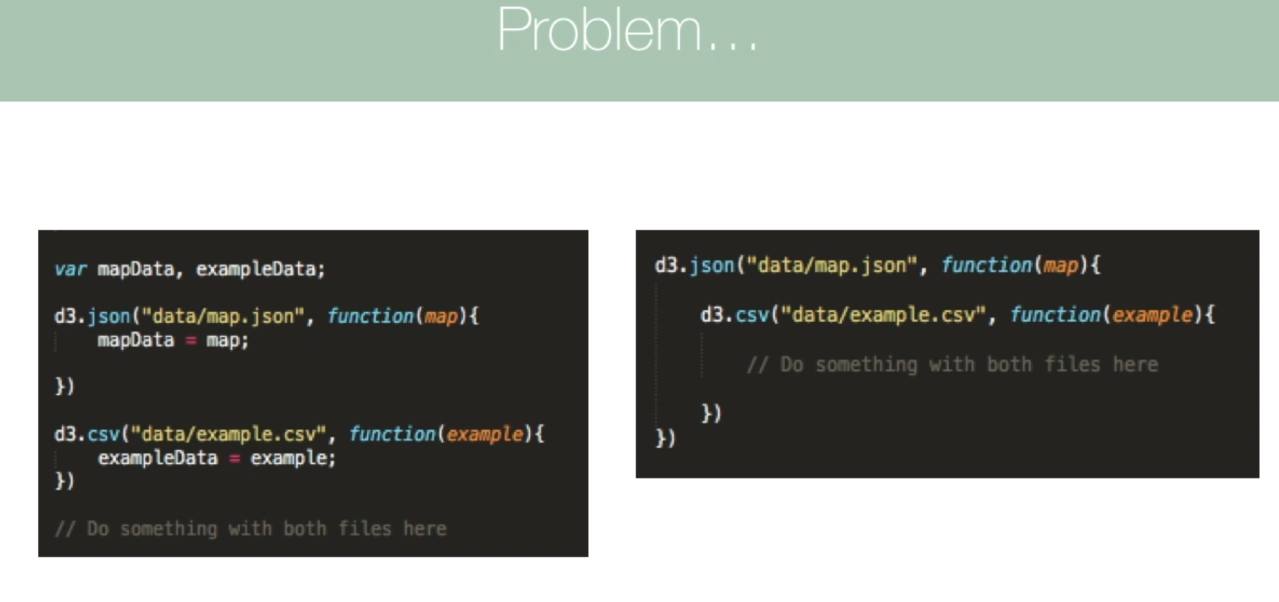 Problem...
var mapData, exampleData;
d3.json("data/map.json", function(map){
mapData = map;
})
d3.csv("data/example.csv", function(example){
exampleData = example;
})
// Do something with both files here
d3.json("data/map.json", function(map){
d3.csv("data/example.csv", function(example){
// Do something with both files here
})
})